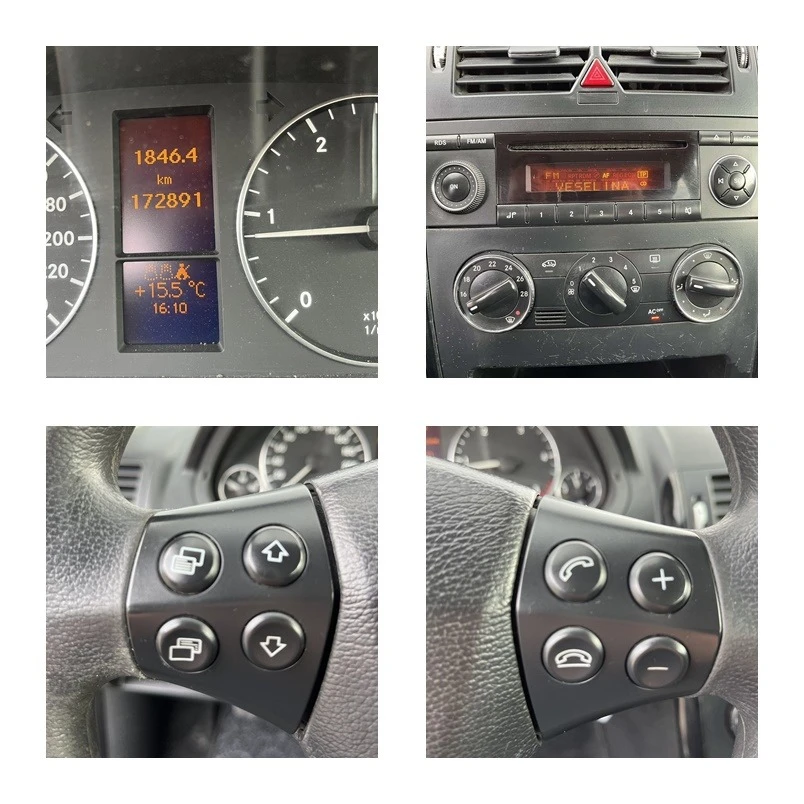 1846.4
km
172891
+15.5 °C
16:10
80
200
220
2
1
0
RDS
FM/AM
ON
FM
AF
TP
VESELINA
1 2 3 4 5
20 22 24
18 26
16 28
0 1 2 3 4 5
AC OFF
+
−